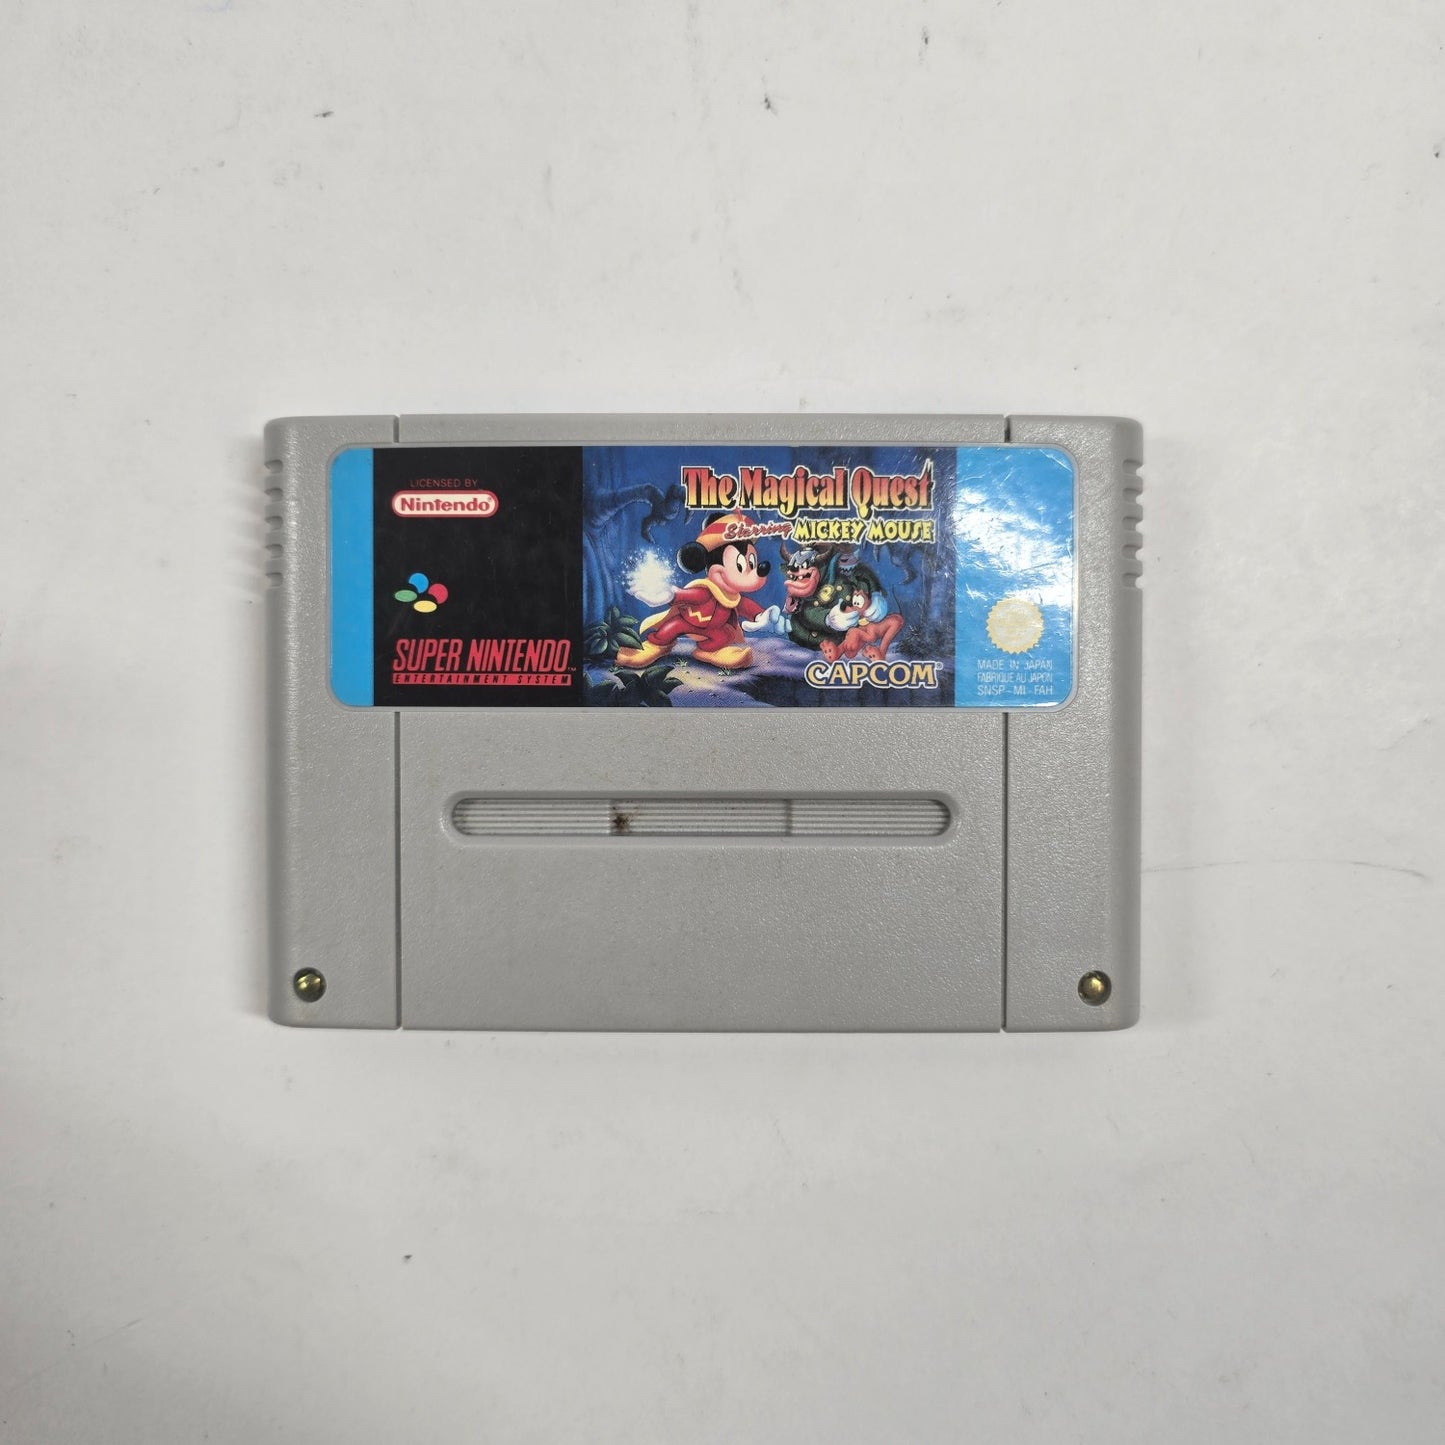 LICENSED BY
Nintendo®
SUPER NINTENDO™
ENTERTAINMENT SYSTEM
The Magical Quest
Starring MICKEY MOUSE
CAPCOM®
MADE IN JAPAN
FABRIQUE AU JAPON
SNSP-MI-FAH